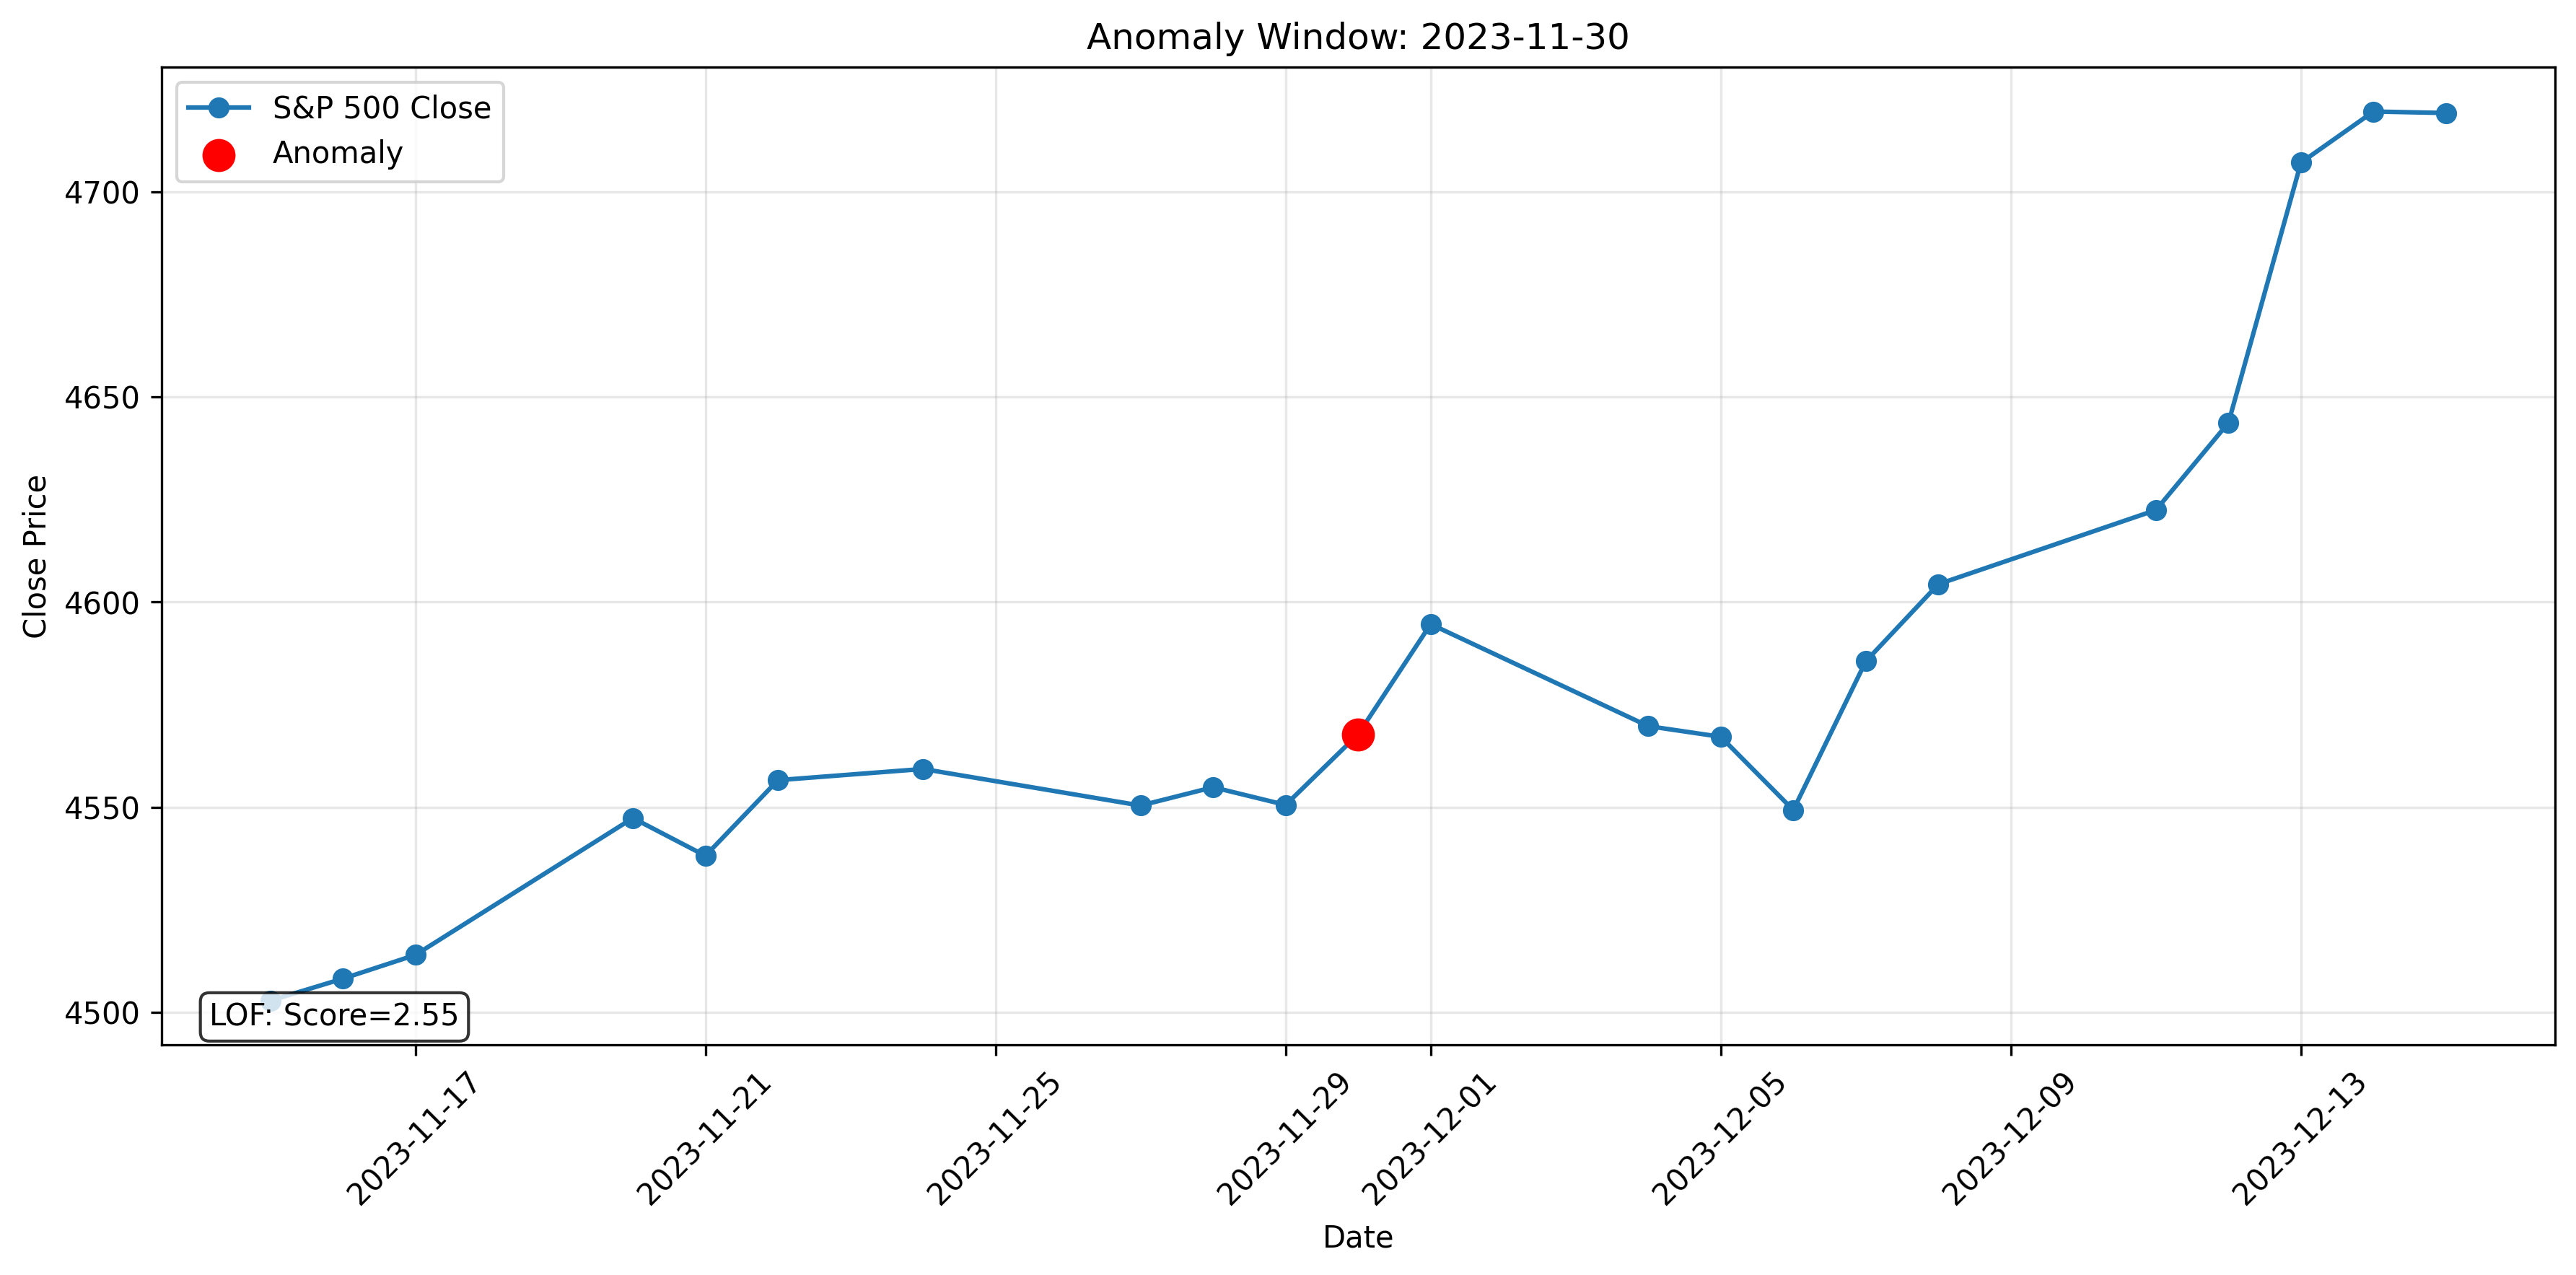 Anomaly Window: 2023-11-30
S&P 500 Close
Anomaly
Close Price
4700
4650
4600
4550
4500
LOF: Score=2.55
2023-11-17
2023-11-21
2023-11-25
2023-11-29
2023-12-01
2023-12-05
2023-12-09
2023-12-13
Date